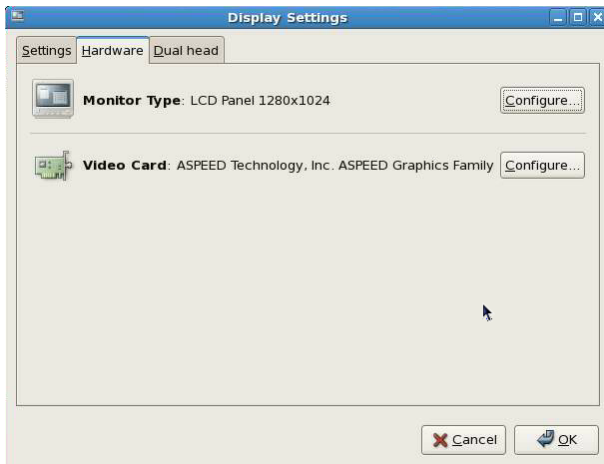 Display Settings
Settings Hardware Dual head
Monitor Type: LCD Panel 1280x1024 Configure...
Video Card: ASPEED Technology, Inc. ASPEED Graphics Family Configure...
Cancel OK